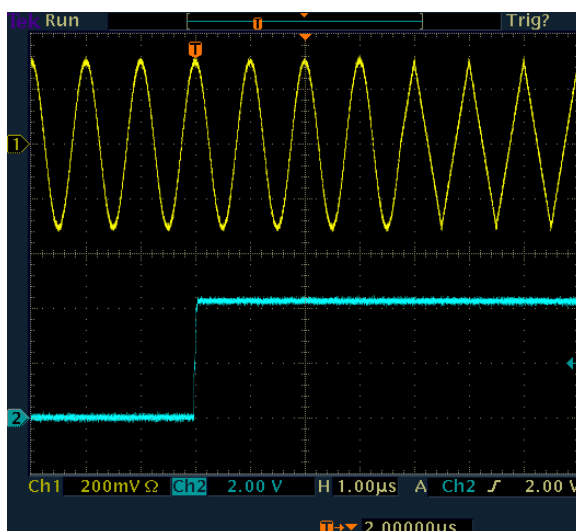 Tek Run Trig?
T
T
1
2
Ch1 200mV Ω Ch2 2.00 V H 1.00µs A Ch2 2.00 V
T 2.00000µs